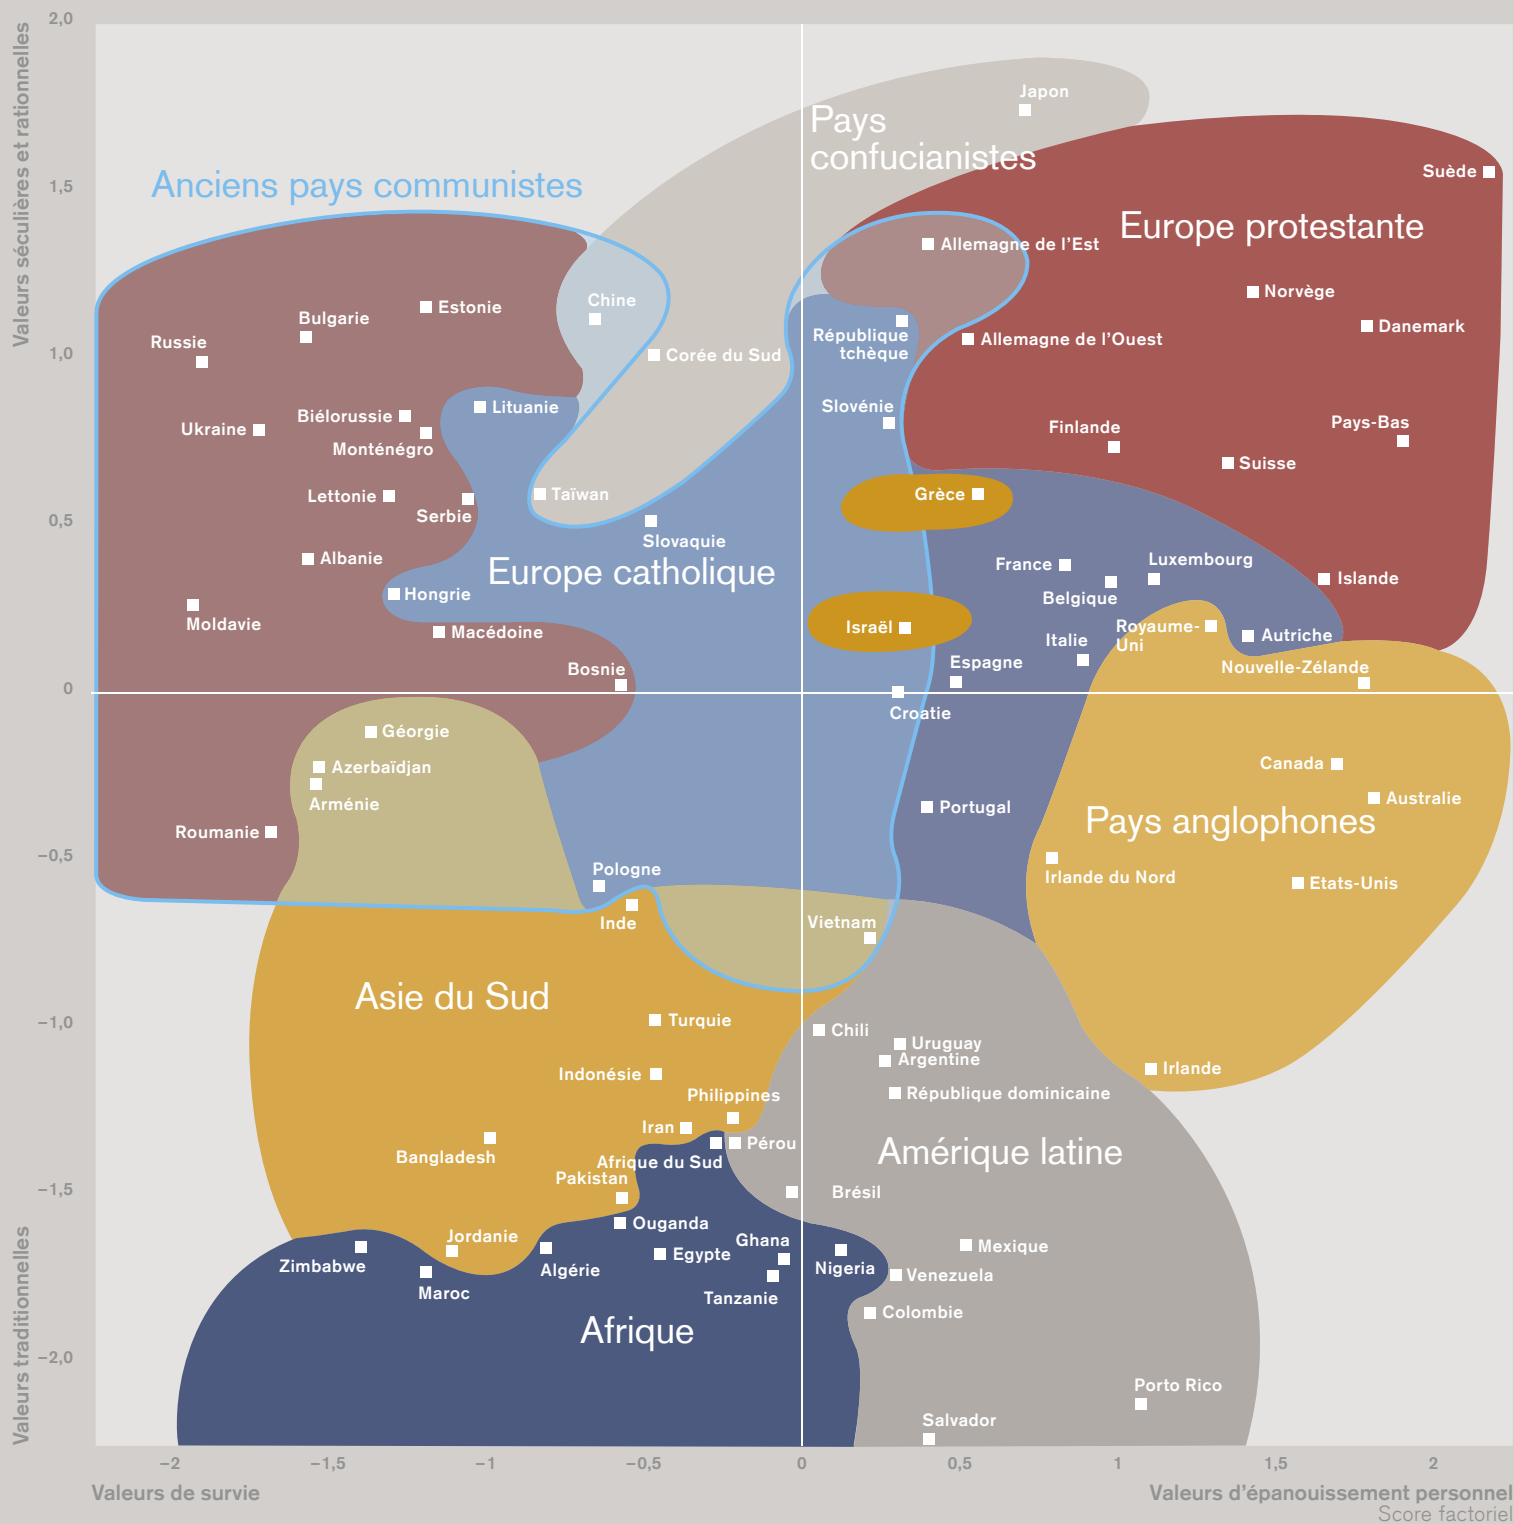 2,0
Valeurs séculières et rationnelles
Japon
Pays
confucianistes
Suède
Anciens pays communistes
1,5
Europe protestante
Allemagne de l’Est
Norvège
Chine
Estonie
Bulgarie
Danemark
République
tchèque
Allemagne de l’Ouest
Russie
1,0
Corée du Sud
Slovénie
Lituanie
Biélorussie
Pays-Bas
Ukraine
Finlande
Monténégro
Suisse
Lettonie
Taïwan
Grèce
Serbie
0,5
Slovaquie
Albanie
Luxembourg
France
Europe catholique
Islande
Hongrie
Belgique
Moldavie
Israël
Royaume-
Uni
Macédoine
Autriche
Italie
Espagne
Bosnie
Nouvelle-Zélande
0
Croatie
Géorgie
Azerbaïdjan
Canada
Arménie
Australie
Portugal
Pays anglophones
Roumanie
−0,5
Pologne
Irlande du Nord
Etats-Unis
Inde
Vietnam
Asie du Sud
−1,0
Turquie
Chili
Uruguay
Argentine
Irlande
Indonésie
Philippines
République dominicaine
Iran
Pérou
Bangladesh
Afrique du Sud
Amérique latine
Pakistan
−1,5
Brésil
Ouganda
Jordanie
Ghana
Mexique
Zimbabwe
Algérie
Egypte
Nigeria
Venezuela
Maroc
Tanzanie
Colombie
Afrique
Valeurs traditionnelles
−2,0
Porto Rico
Salvador
−2
−1,5
−1
−0,5
0
0,5
1
1,5
2
Valeurs de survie
Valeurs d’épanouissement personnel
Score factoriel